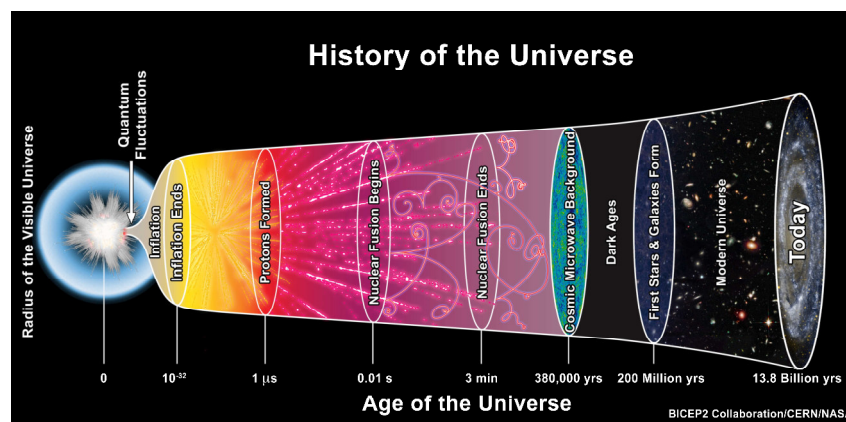 History of the Universe
Radius of the Visible Universe
Quantum
Fluctuations
Inflation
Inflation Ends
Protons Formed
Nuclear Fusion Begins
Nuclear Fusion Ends
Cosmic Microwave Background
Dark Ages
First Stars & Galaxies Form
Modern Universe
Today
0
10⁻³²
1 µs
0.01 s
3 min
380,000 yrs
200 Million yrs
13.8 Billion yrs
Age of the Universe
BICEP2 Collaboration/CERN/NAS